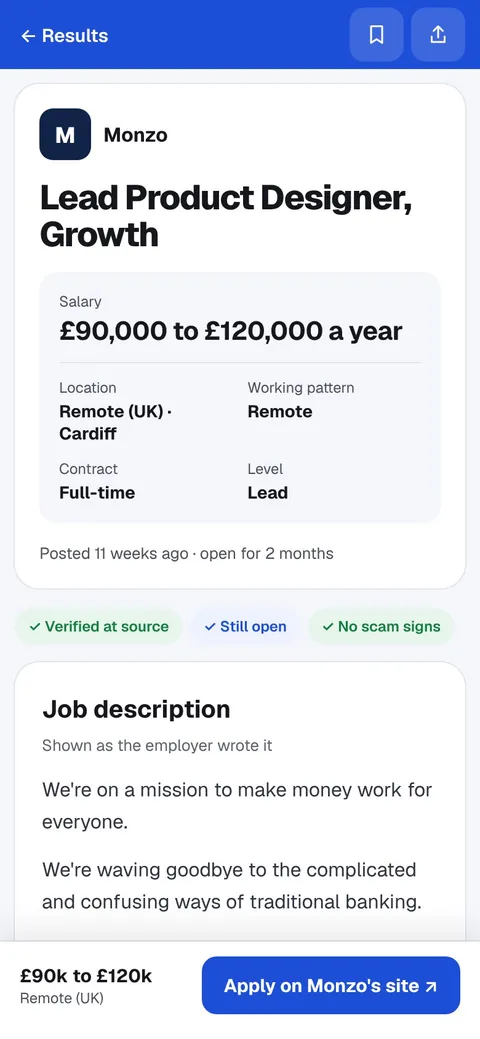 ← Results
M Monzo
Lead Product Designer,
Growth
Salary
£90,000 to £120,000 a year
Location
Remote (UK) ·
Cardiff
Working pattern
Remote
Contract
Full-time
Level
Lead
Posted 11 weeks ago · open for 2 months
✓ Verified at source
✓ Still open
✓ No scam signs
Job description
Shown as the employer wrote it
We're on a mission to make money work for
everyone.
We're waving goodbye to the complicated
and confusing ways of traditional banking.
£90k to £120k
Remote (UK)
Apply on Monzo's site ↗